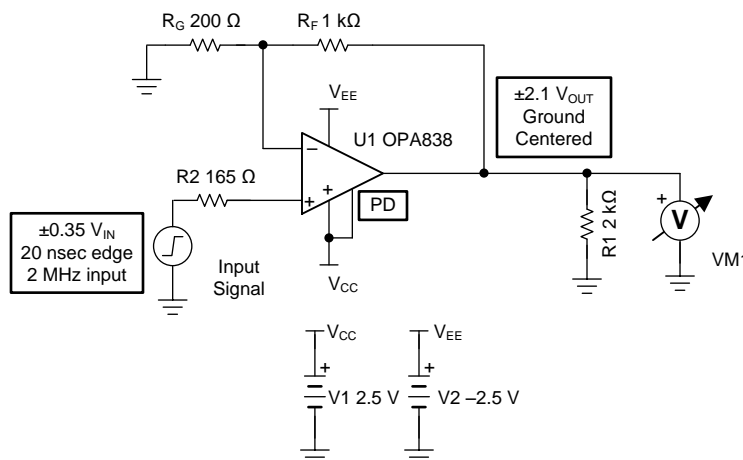 R_G 200 Ω
R_F 1 kΩ
V_EE
±2.1 V_OUT
Ground
Centered
U1 OPA838
−
+
+
R2 165 Ω
PD
±0.35 V_IN
20 nsec edge
2 MHz input
Input
Signal
V_CC
R1 2 kΩ
+
V
VM1
V_CC
V_EE
+
+
V1 2.5 V
V2 –2.5 V